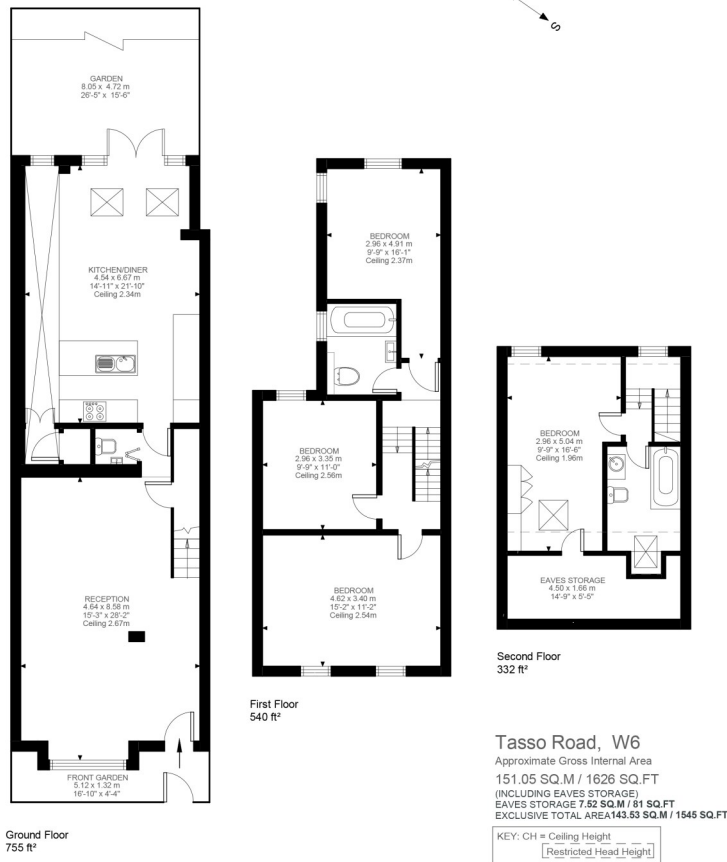 S
GARDEN
8.05 x 4.72 m
26'-5" x 15'-6"
KITCHEN/DINER
4.54 x 6.67 m
14'-11" x 21'-10"
Ceiling 2.34m
RECEPTION
4.64 x 8.58 m
15'-3" x 28'-2"
Ceiling 2.67m
FRONT GARDEN
5.12 x 1.32 m
16'-10" x 4'-4"
Ground Floor
755 ft²
BEDROOM
2.96 x 4.91 m
9'-9" x 16'-1"
Ceiling 2.37m
BEDROOM
2.96 x 3.35 m
9'-9" x 11'-0"
Ceiling 2.56m
BEDROOM
4.62 x 3.40 m
15'-2" x 11'-2"
Ceiling 2.54m
First Floor
540 ft²
BEDROOM
2.96 x 5.04 m
9'-9" x 16'-6"
Ceiling 1.96m
EAVES STORAGE
4.50 x 1.66 m
14'-9" x 5'-5"
Second Floor
332 ft²
Tasso Road, W6
Approximate Gross Internal Area
151.05 SQ.M / 1626 SQ.FT
(INCLUDING EAVES STORAGE)
EAVES STORAGE 7.52 SQ.M / 81 SQ.FT
EXCLUSIVE TOTAL AREA143.53 SQ.M / 1545 SQ.FT
KEY: CH = Ceiling Height
Restricted Head Height